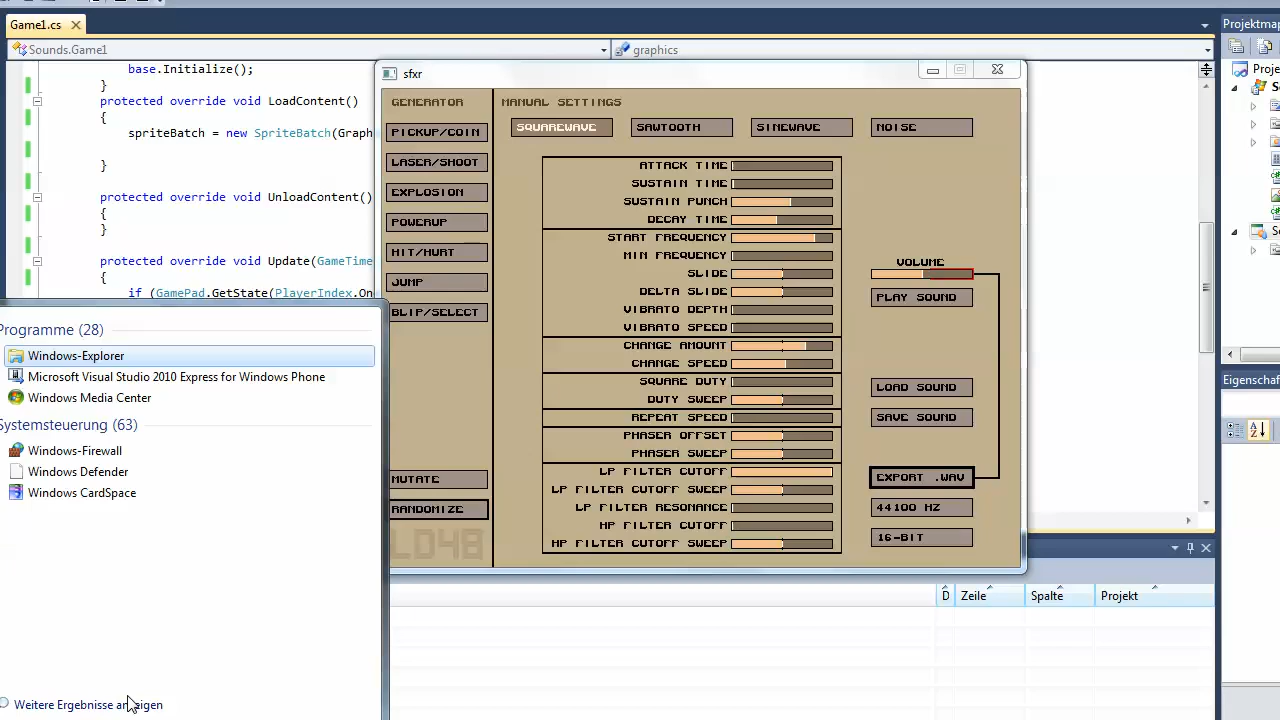 Game1.cs
Sounds.Game1
graphics
Projektmap
base.Initialize();
}
protected override void LoadContent()
{
spriteBatch = new SpriteBatch(Graph
}
protected override void UnloadContent()
{
}
protected override void Update(GameTime
{
if (GamePad.GetState(PlayerIndex.On
sfxr
GENERATOR
PICKUP/COIN
LASER/SHOOT
EXPLOSION
POWERUP
HIT/HURT
JUMP
BLIP/SELECT
MUTATE
RANDOMIZE
LD48
MANUAL SETTINGS
SQUAREWAVE
SAWTOOTH
SINEWAVE
NOISE
ATTACK TIME
SUSTAIN TIME
SUSTAIN PUNCH
DECAY TIME
START FREQUENCY
MIN FREQUENCY
SLIDE
DELTA SLIDE
VIBRATO DEPTH
VIBRATO SPEED
CHANGE AMOUNT
CHANGE SPEED
SQUARE DUTY
DUTY SWEEP
REPEAT SPEED
PHASER OFFSET
PHASER SWEEP
LP FILTER CUTOFF
LP FILTER CUTOFF SWEEP
LP FILTER RESONANCE
HP FILTER CUTOFF
HP FILTER CUTOFF SWEEP
VOLUME
PLAY SOUND
LOAD SOUND
SAVE SOUND
EXPORT .WAV
44100 HZ
16-BIT
Proje
Eigenschaf
Programme (28)
Windows-Explorer
Microsoft Visual Studio 2010 Express for Windows Phone
Windows Media Center
Systemsteuerung (63)
Windows-Firewall
Windows Defender
Windows CardSpace
Weitere Ergebnisse anzeigen
D
Zeile
Spalte
Projekt